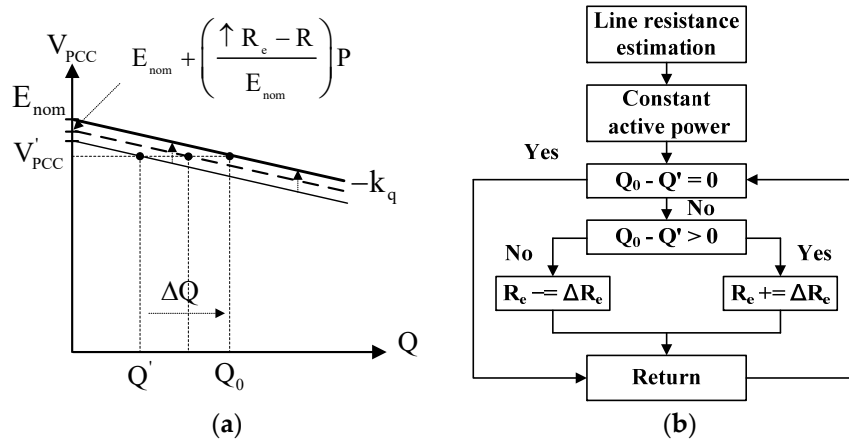 V_PCC
E_nom + ( (↑ R_e − R) / E_nom ) P
E_nom
V'_PCC
−k_q
ΔQ
Q
Q'
Q_0
(a)
Line resistance
estimation
Constant
active power
Yes
Q_0 - Q' = 0
No
Q_0 - Q' > 0
No
Yes
R_e −= ΔR_e
R_e += ΔR_e
Return
(b)